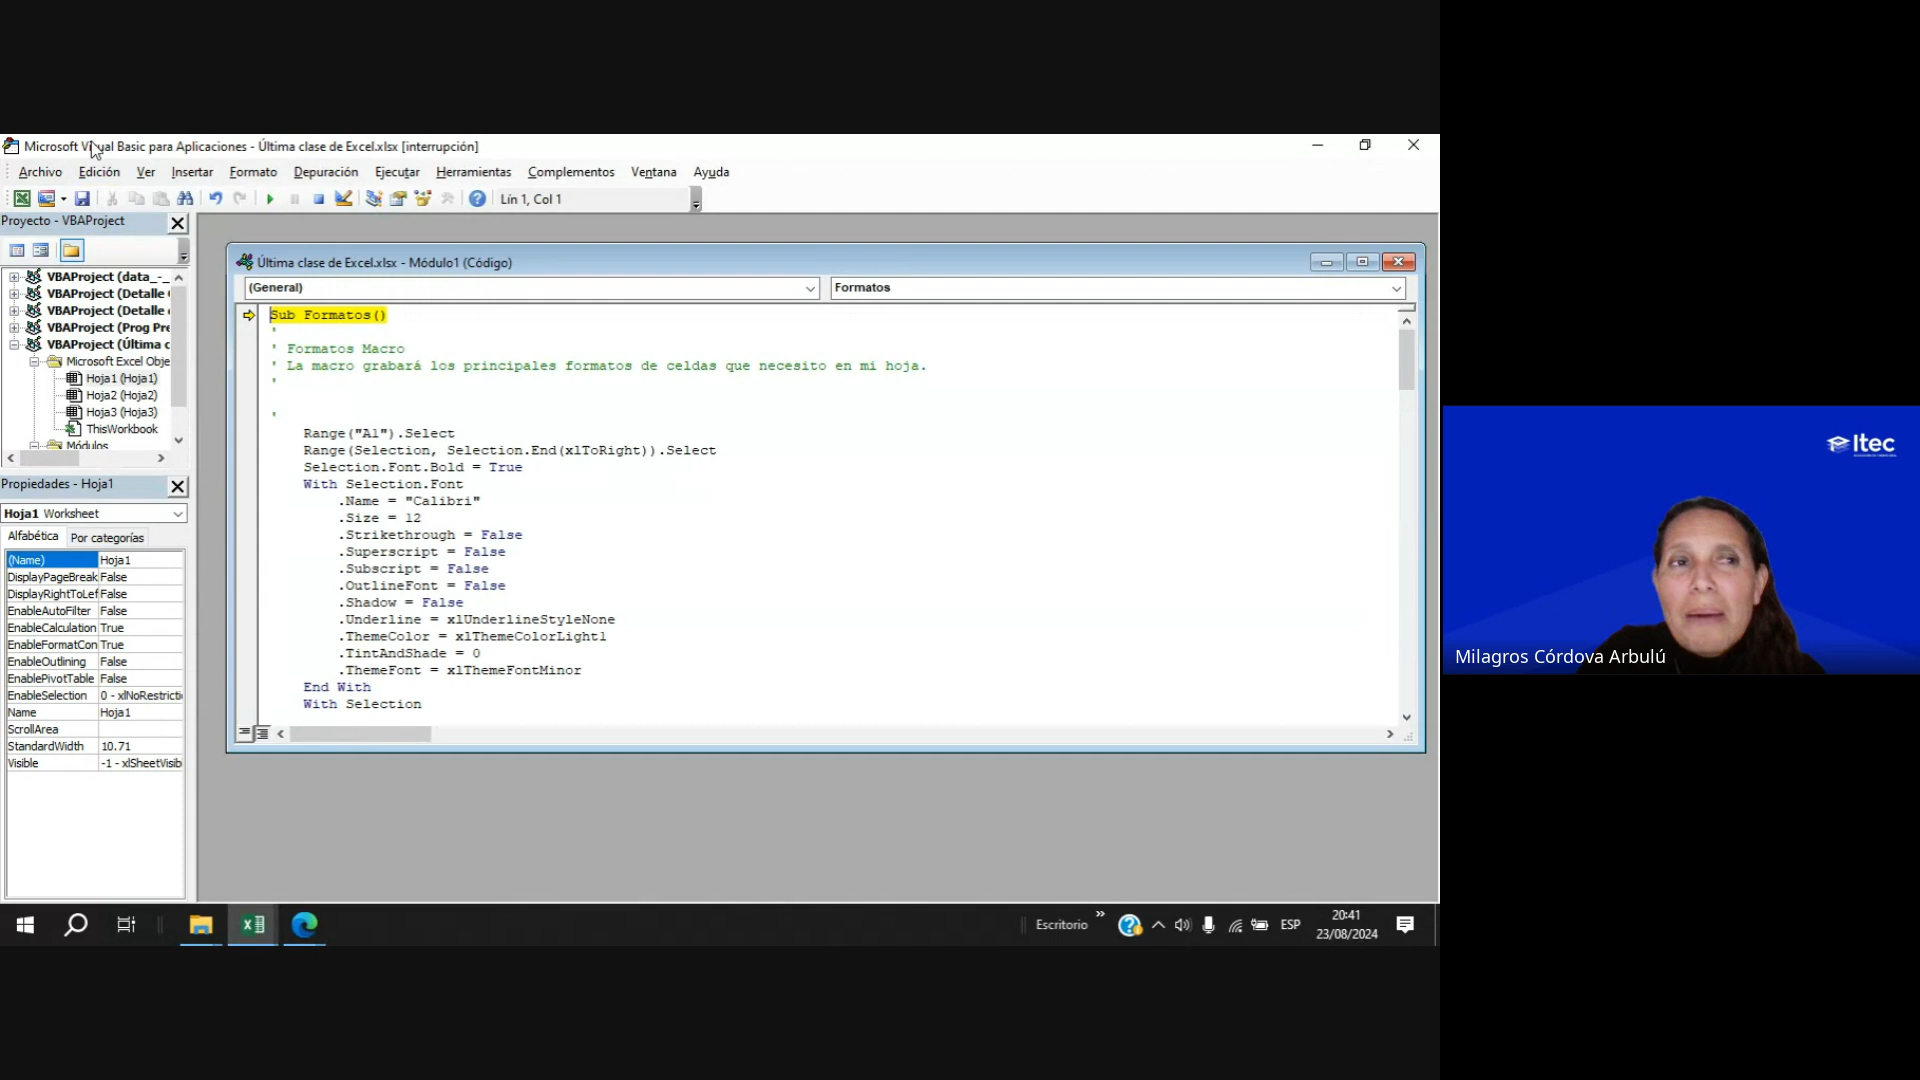 Microsoft Visual Basic para Aplicaciones - Última clase de Excel.xlsx [interrupción]
Archivo Edición Ver Insertar Formato Depuración Ejecutar Herramientas Complementos Ventana Ayuda
Lín 1, Col 1
Proyecto - VBAProject
VBAProject (data_-_
VBAProject (Detalle
VBAProject (Detalle
VBAProject (Prog Pre
VBAProject (Última c
Microsoft Excel Obje
Hoja1 (Hoja1)
Hoja2 (Hoja2)
Hoja3 (Hoja3)
ThisWorkbook
Módulos
Propiedades - Hoja1
Hoja1 Worksheet
Alfabética Por categorías
(Name) Hoja1
DisplayPageBreak False
DisplayRightToLef False
EnableAutoFilter False
EnableCalculation True
EnableFormatCon True
EnableOutlining False
EnablePivotTable False
EnableSelection 0 - xlNoRestricti
Name Hoja1
ScrollArea
StandardWidth 10.71
Visible -1 - xlSheetVisib
Última clase de Excel.xlsx - Módulo1 (Código)
(General) Formatos
Sub Formatos()
'
' Formatos Macro
' La macro grabará los principales formatos de celdas que necesito en mi hoja.
'
'
Range("A1").Select
Range(Selection, Selection.End(xlToRight)).Select
Selection.Font.Bold = True
With Selection.Font
.Name = "Calibri"
.Size = 12
.Strikethrough = False
.Superscript = False
.Subscript = False
.OutlineFont = False
.Shadow = False
.Underline = xlUnderlineStyleNone
.ThemeColor = xlThemeColorLight1
.TintAndShade = 0
.ThemeFont = xlThemeFontMinor
End With
With Selection
Itec
Milagros Córdova Arbulú
Escritorio
ESP
20:41
23/08/2024